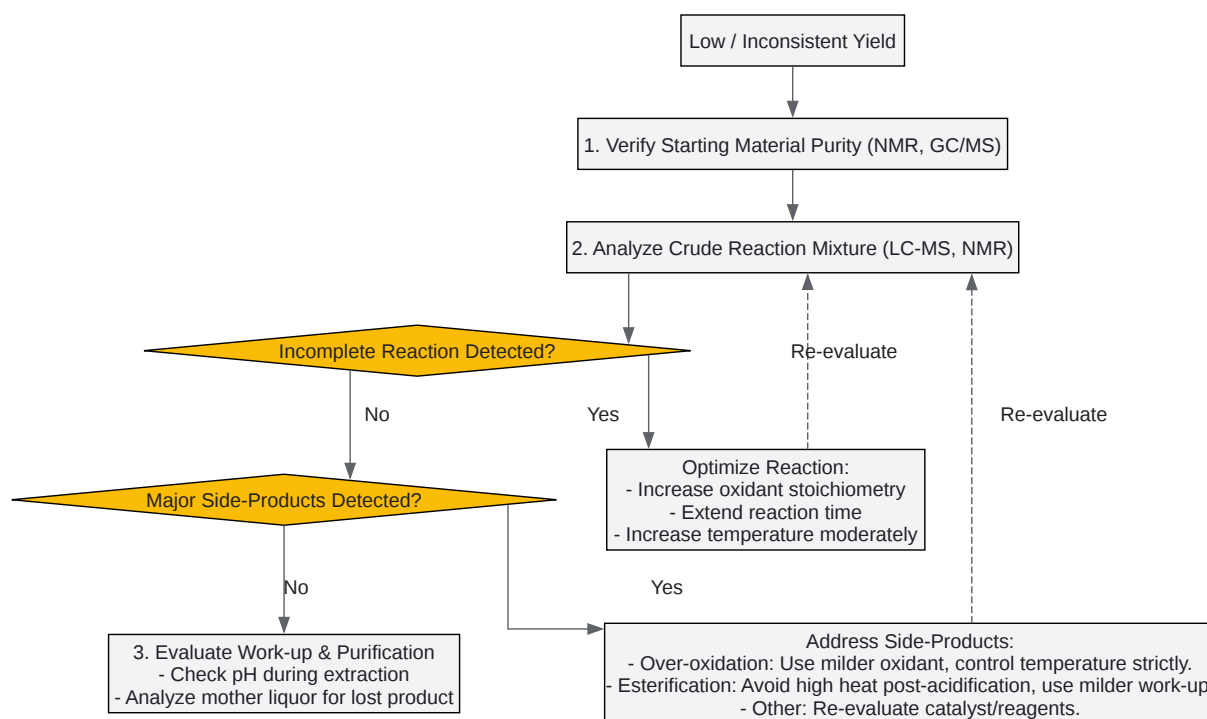 Low / Inconsistent Yield
1. Verify Starting Material Purity (NMR, GC/MS)
2. Analyze Crude Reaction Mixture (LC-MS, NMR)
Incomplete Reaction Detected?
Re-evaluate
No
Yes
Re-evaluate
Optimize Reaction:
- Increase oxidant stoichiometry
- Extend reaction time
- Increase temperature moderately
Major Side-Products Detected?
No
Yes
3. Evaluate Work-up & Purification
- Check pH during extraction
- Analyze mother liquor for lost product
Address Side-Products:
- Over-oxidation: Use milder oxidant, control temperature strictly.
- Esterification: Avoid high heat post-acidification, use milder work-up
- Other: Re-evaluate catalyst/reagents.